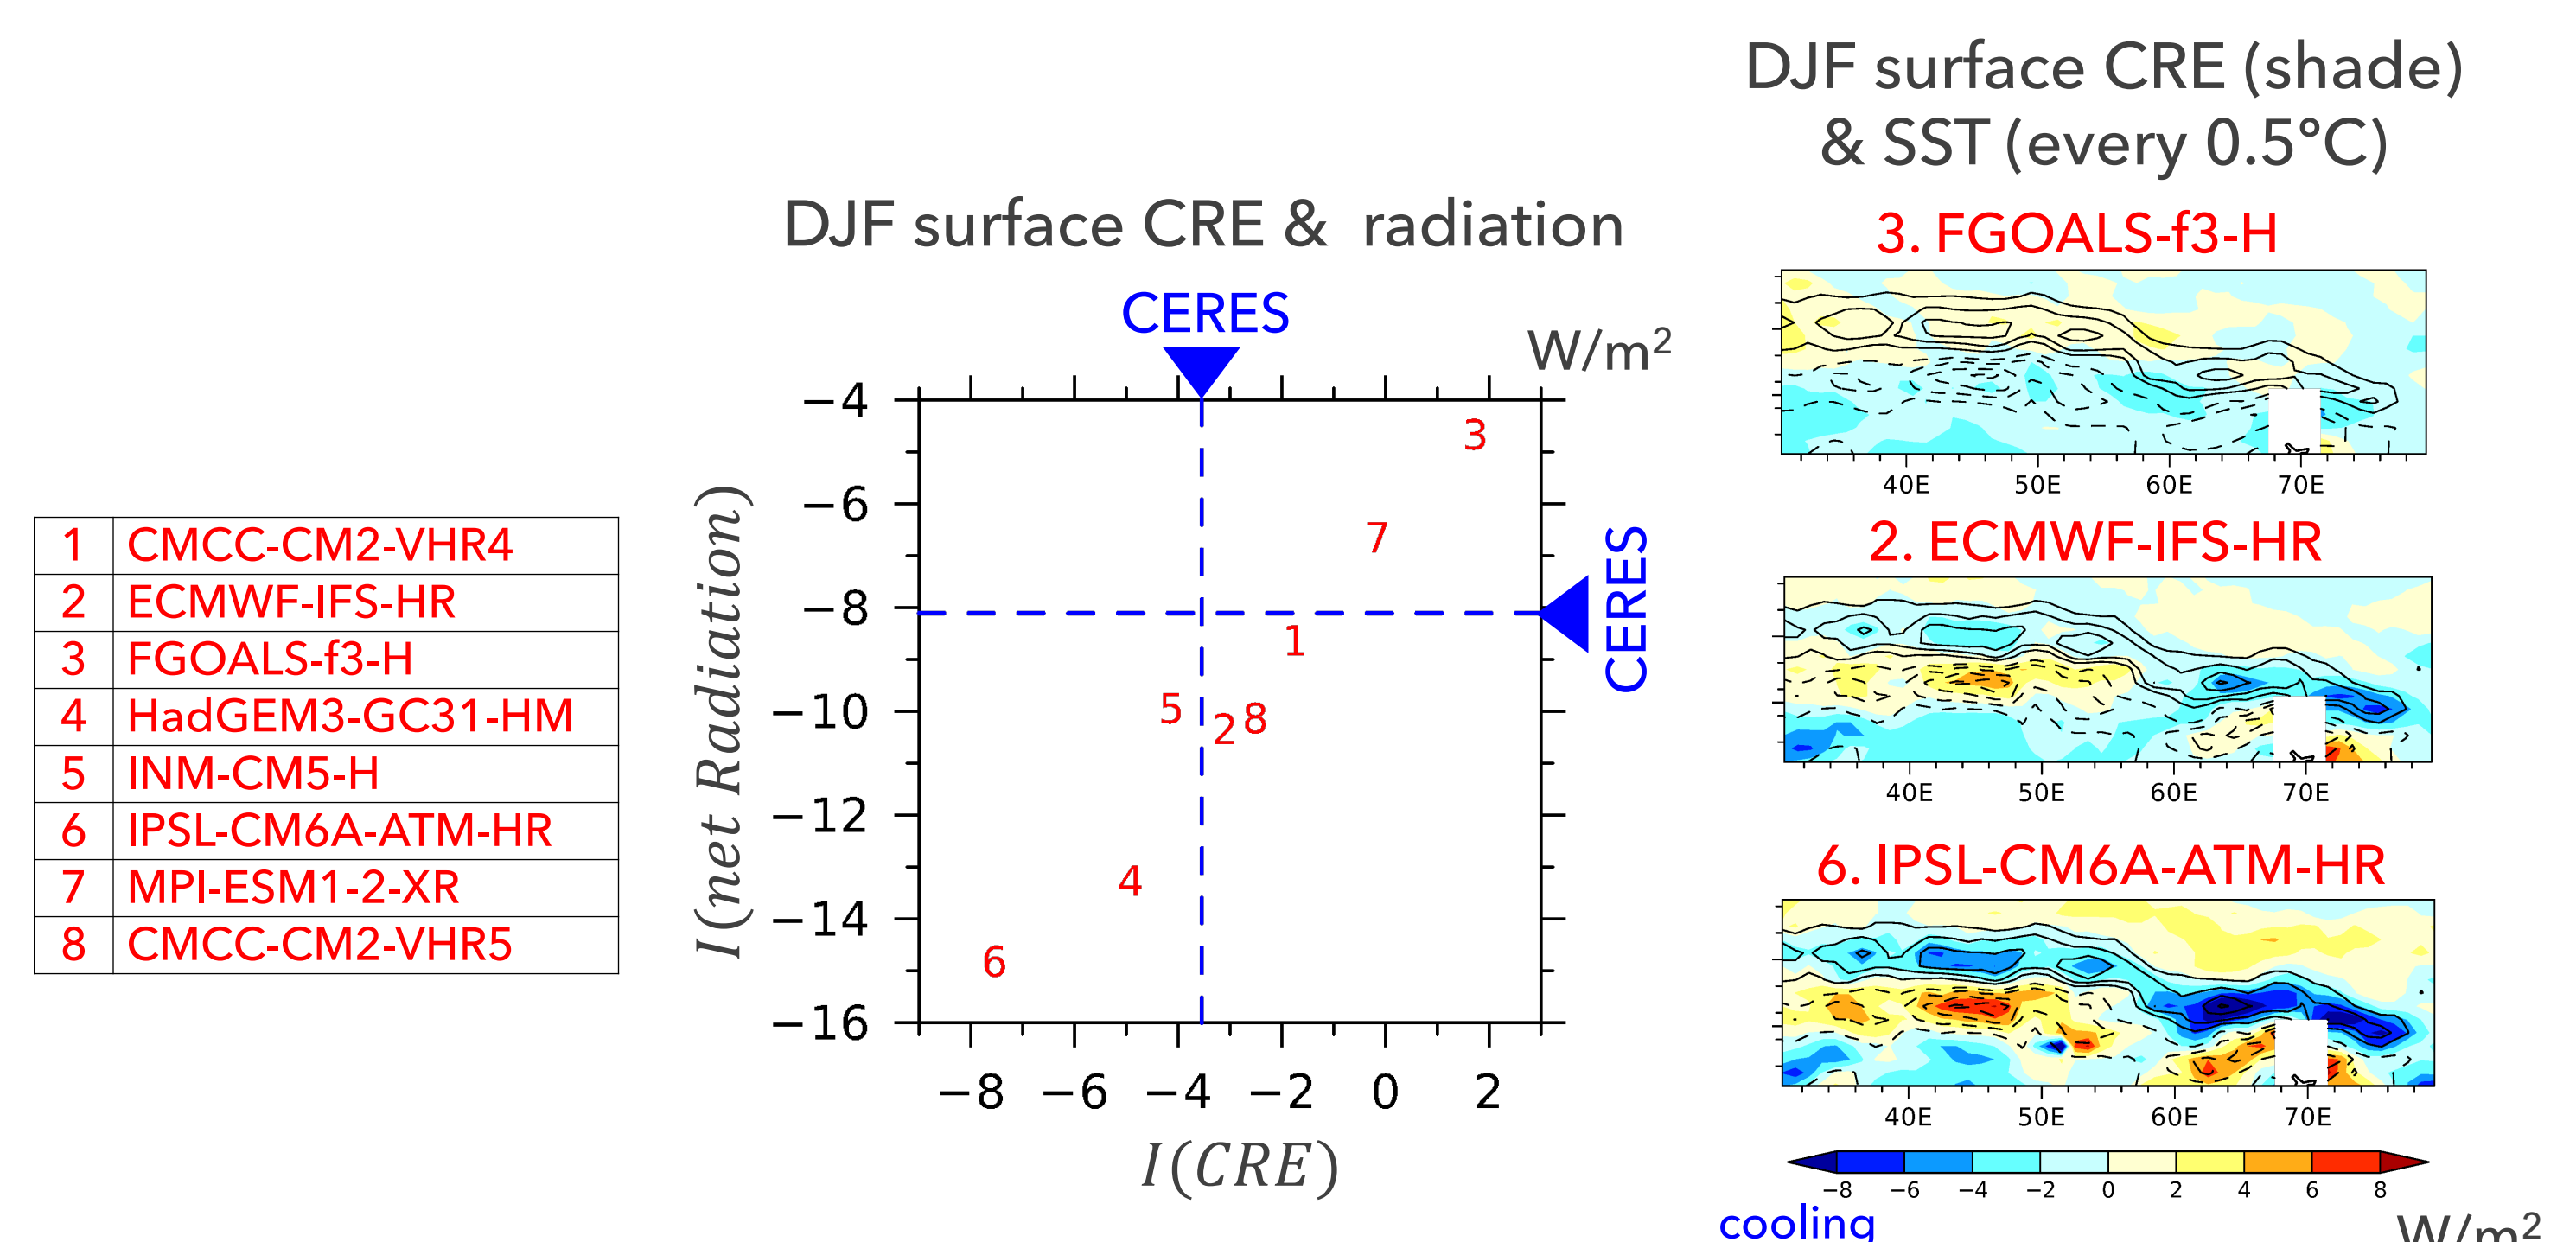 DJF surface CRE (shade)
& SST (every 0.5°C)
DJF surface CRE & radiation
CERES
W/m²
CERES
1 CMCC-CM2-VHR4
2 ECMWF-IFS-HR
3 FGOALS-f3-H
4 HadGEM3-GC31-HM
5 INM-CM5-H
6 IPSL-CM6A-ATM-HR
7 MPI-ESM1-2-XR
8 CMCC-CM2-VHR5
I(net Radiation)
−4
−6
−8
−10
−12
−14
−16
3
7
1
5
2
8
4
6
−8 −6 −4 −2 0 2
I(CRE)
3. FGOALS-f3-H
40E 50E 60E 70E
2. ECMWF-IFS-HR
40E 50E 60E 70E
6. IPSL-CM6A-ATM-HR
40E 50E 60E 70E
−8 −6 −4 −2 0 2 4 6 8
cooling
W/m²